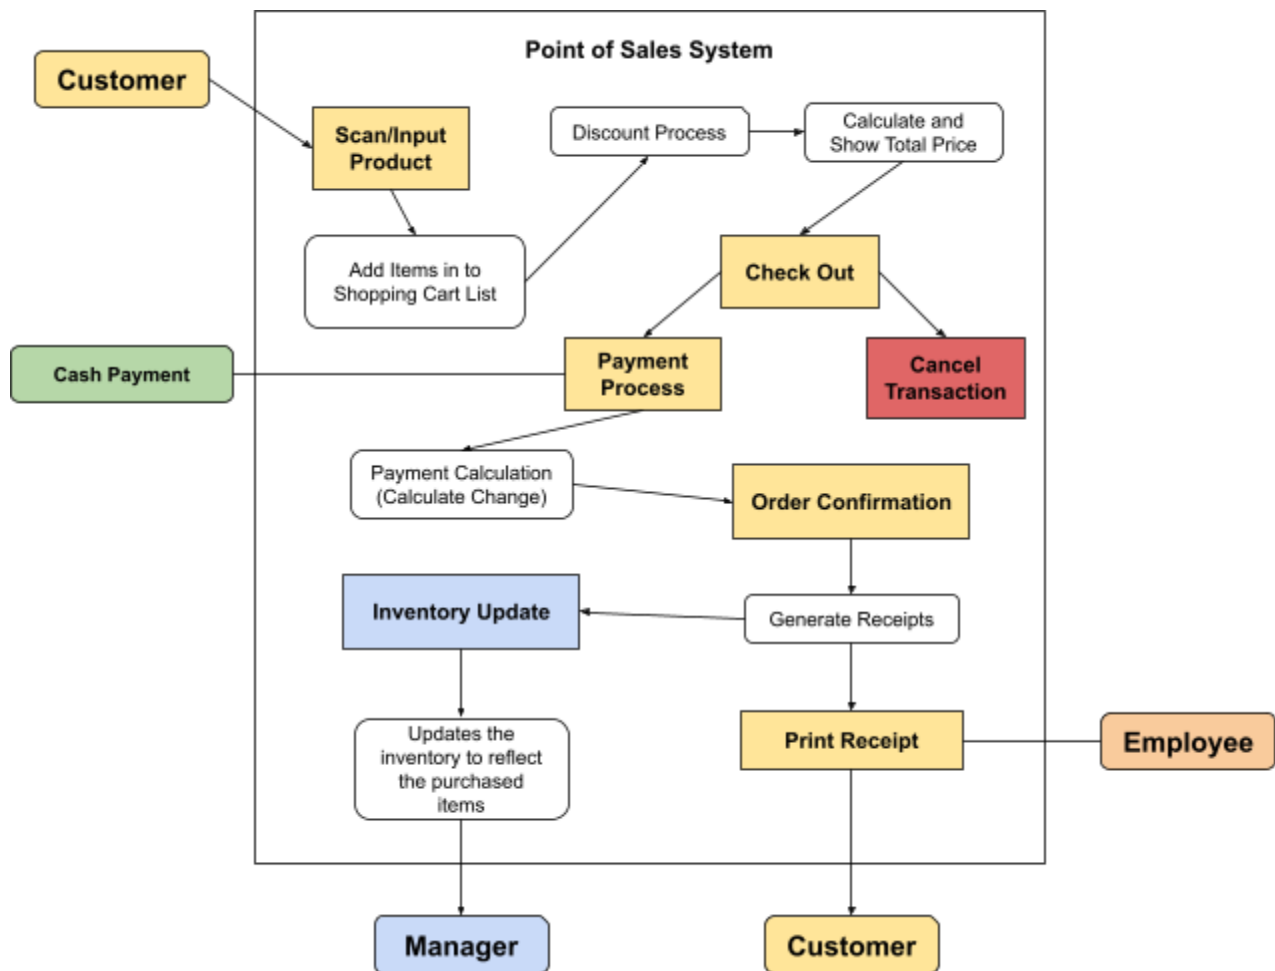 Point of Sales System
Customer
Scan/Input
Product
Discount Process
Calculate and
Show Total Price
Add Items in to
Shopping Cart List
Check Out
Cash Payment
Payment
Process
Cancel
Transaction
Payment Calculation
(Calculate Change)
Order Confirmation
Inventory Update
Generate Receipts
Updates the
inventory to reflect
the purchased
items
Print Receipt
Employee
Manager
Customer